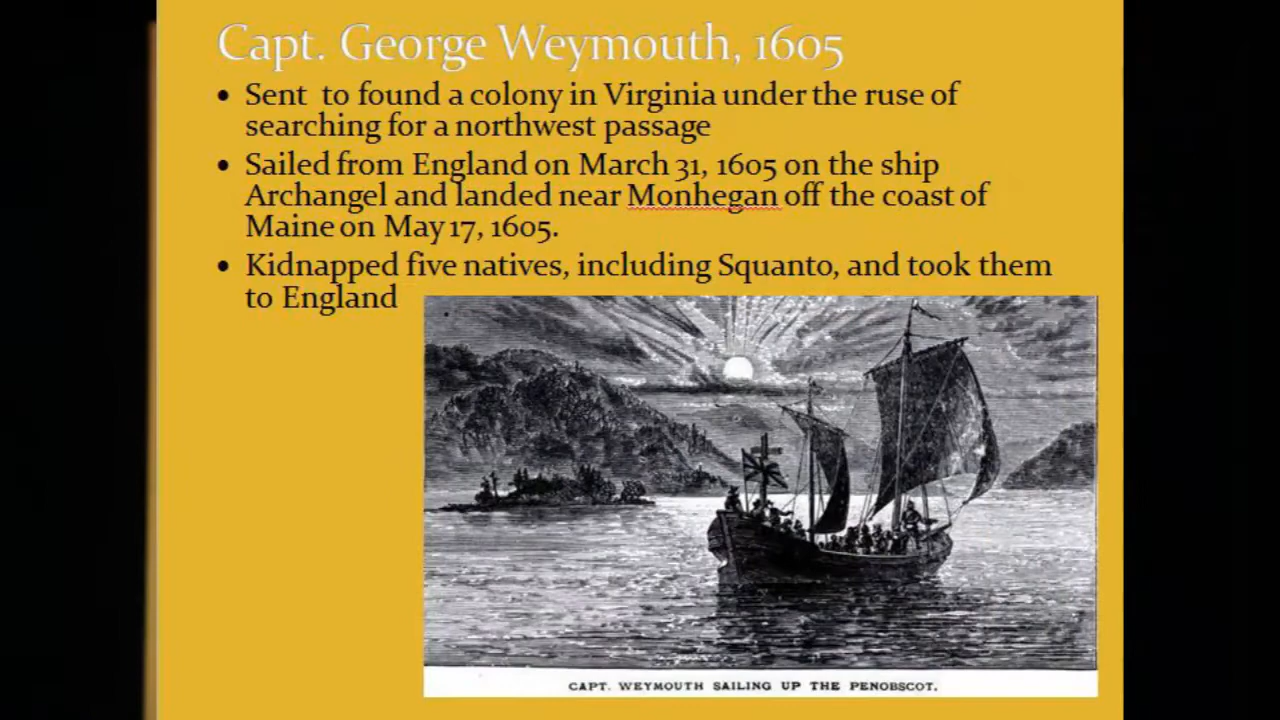 Capt. George Weymouth, 1605
• Sent to found a colony in Virginia under the ruse of
searching for a northwest passage
• Sailed from England on March 31, 1605 on the ship
Archangel and landed near Monhegan off the coast of
Maine on May 17, 1605.
• Kidnapped five natives, including Squanto, and took them
to England
CAPT. WEYMOUTH SAILING UP THE PENOBSCOT.